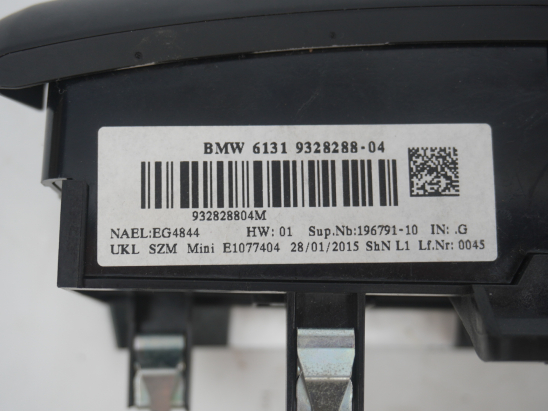 BMW 6131 9328288-04
932828804M
NAEL:EG4844 HW: 01 Sup.Nb:196791-10 IN: .G
UKL SZM Mini E1077404 28/01/2015 ShN L1 Lf.Nr: 0045